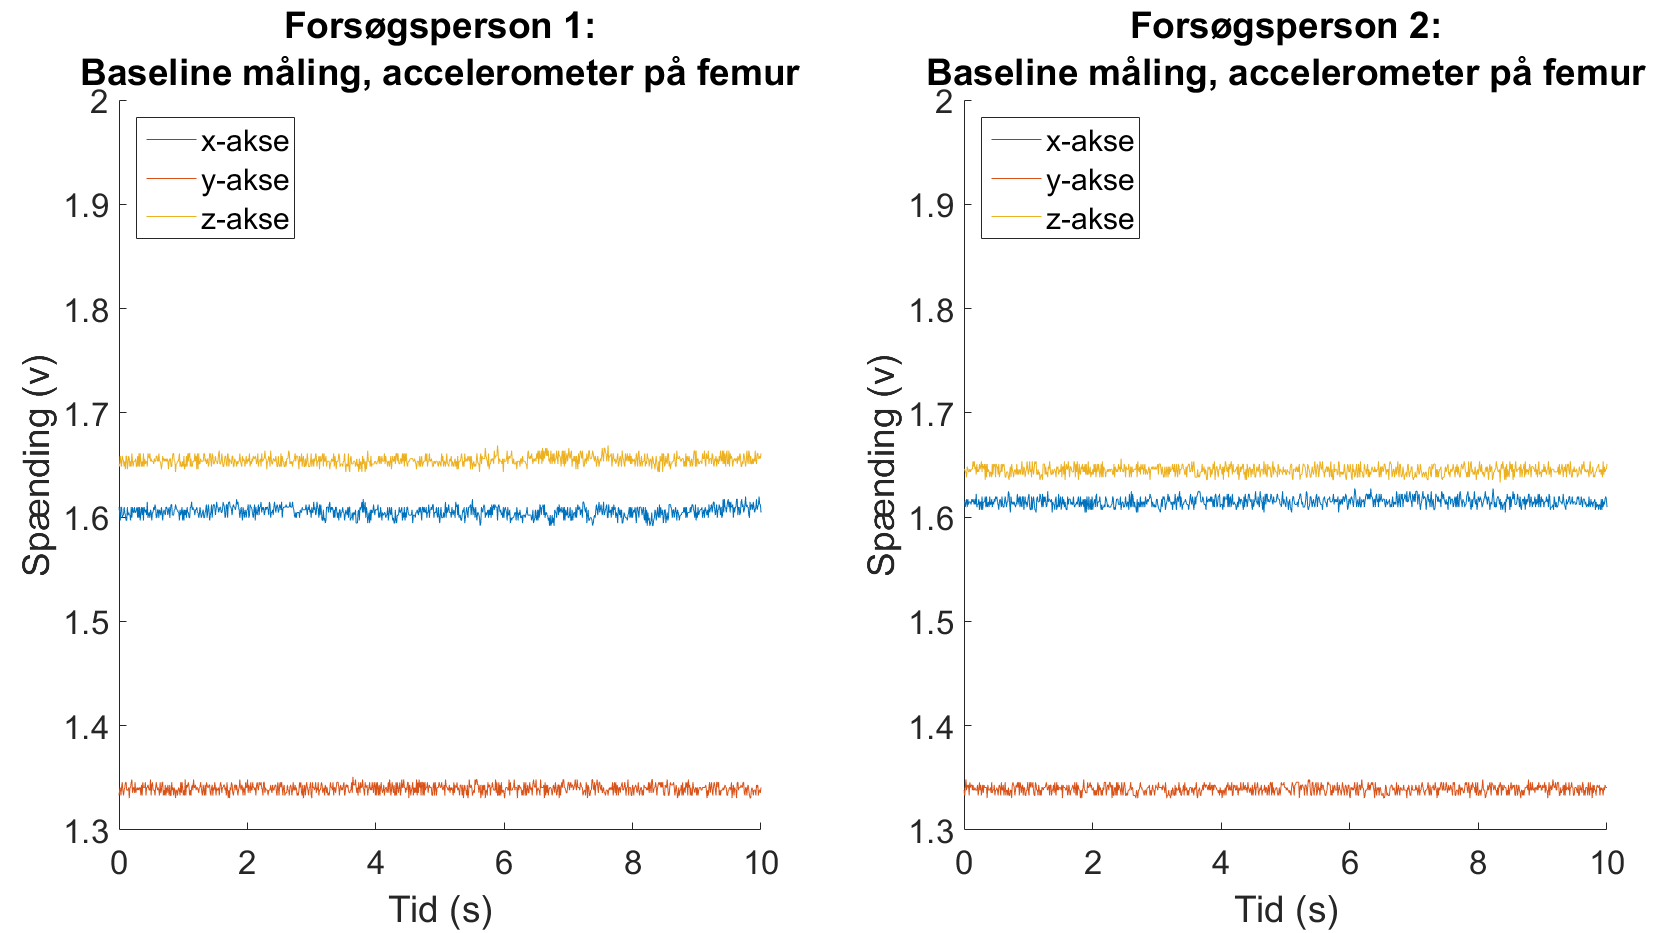 Forsøgsperson 1:
Baseline måling, accelerometer på femur
2
1.9
1.8
1.7
1.6
1.5
1.4
1.3
Spænding (v)
x-akse
y-akse
z-akse
0 2 4 6 8 10
Tid (s)
Forsøgsperson 2:
Baseline måling, accelerometer på femur
2
1.9
1.8
1.7
1.6
1.5
1.4
1.3
Spænding (v)
x-akse
y-akse
z-akse
0 2 4 6 8 10
Tid (s)